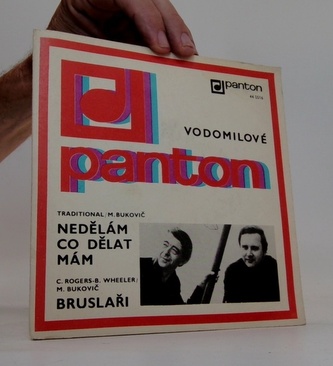 panton
VODOMILOVÉ
panton
TRADITIONAL/M.BUKOVIČ
NEDĚLÁM
CO DĚLAT
MÁM
C. ROGERS-B. WHEELER/
M. BUKOVIČ
BRUSLAŘI